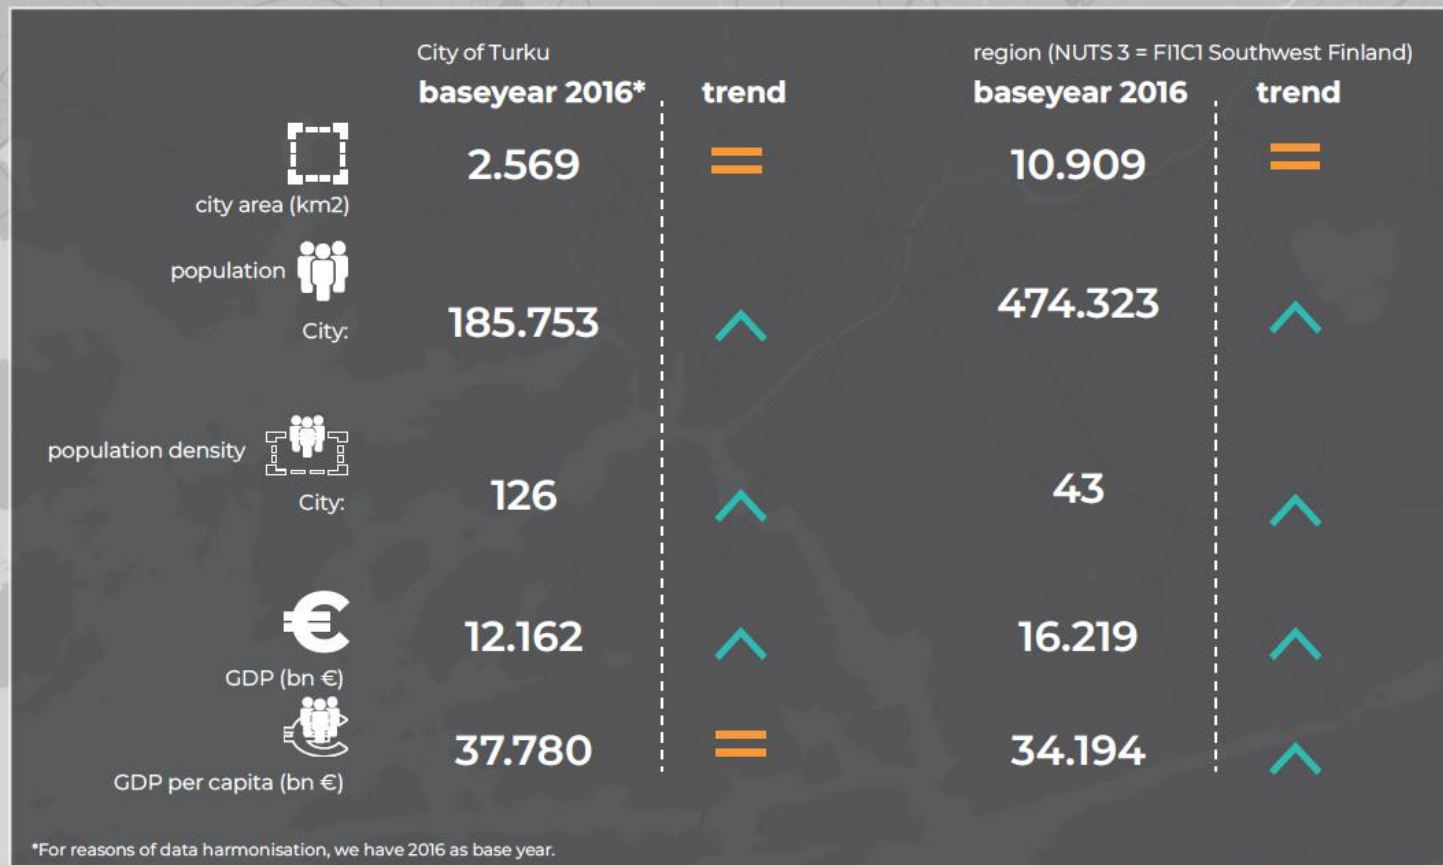 City of Turku
region (NUTS 3 = FI1C1 Southwest Finland)
baseyear 2016*
trend
baseyear 2016
trend
2.569
=
10.909
=
city area (km2)
population
City:
185.753
474.323
population density
City:
126
43
€
12.162
16.219
GDP (bn €)
37.780
=
34.194
GDP per capita (bn €)
*For reasons of data harmonisation, we have 2016 as base year.